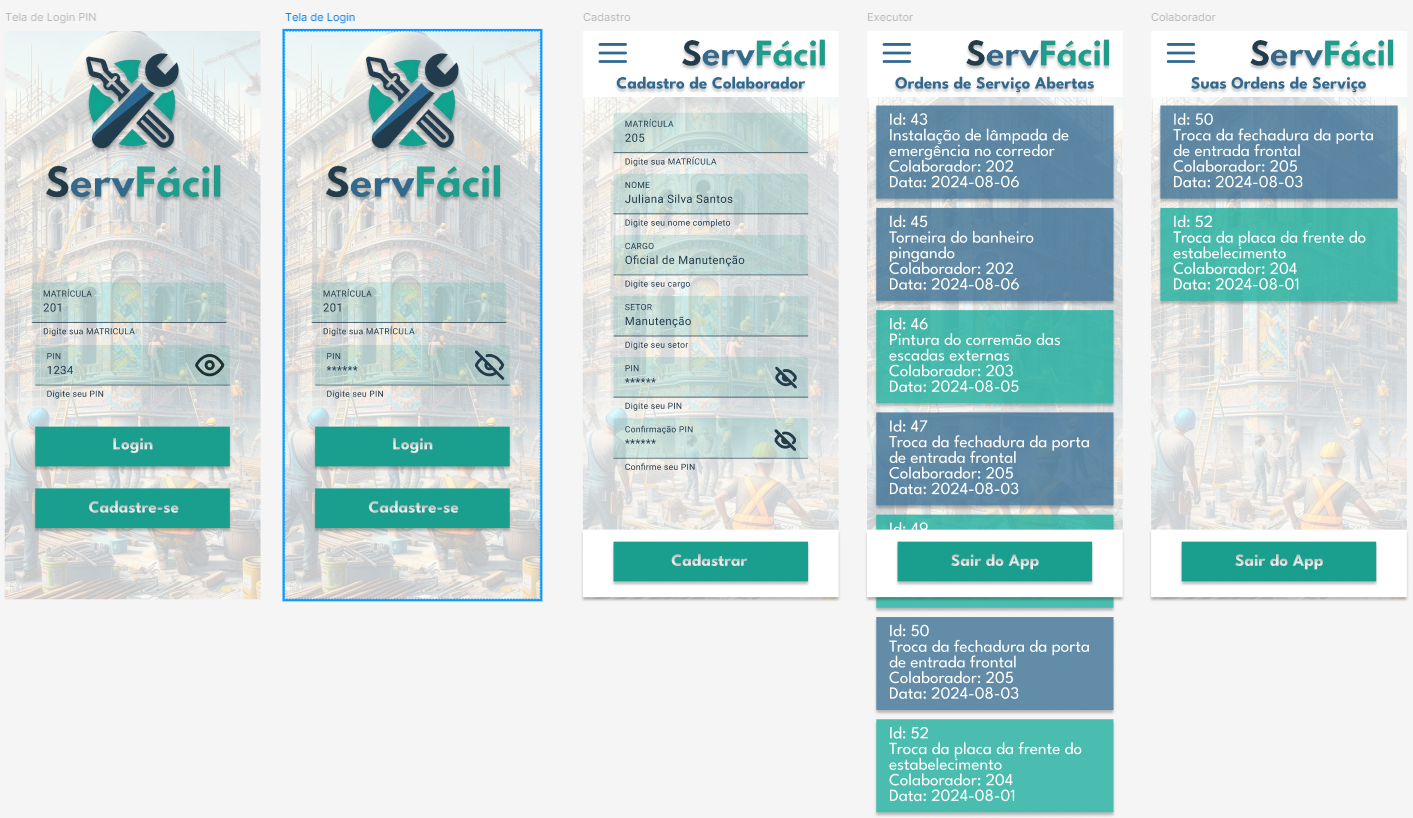 Tela de Login PIN
ServFácil
MATRÍCULA
201
Digite sua MATRICULA
PIN
1234
Digite seu PIN
Login
Cadastre-se
Tela de Login
ServFácil
MATRÍCULA
201
Digite sua MATRÍCULA
PIN
******
Digite seu PIN
Login
Cadastre-se
Cadastro
ServFácil
Cadastro de Colaborador
MATRÍCULA
205
Digite sua MATRÍCULA
NOME
Juliana Silva Santos
Digite seu nome completo
CARGO
Oficial de Manutenção
Digite seu cargo
SETOR
Manutenção
Digite seu setor
PIN
******
Digite seu PIN
Confirmação PIN
******
Confirme seu PIN
Cadastrar
Executor
ServFácil
Ordens de Serviço Abertas
Id: 43
Instalação de lâmpada de
emergência no corredor
Colaborador: 202
Data: 2024-08-06
Id: 45
Torneira do banheiro
pingando
Colaborador: 202
Data: 2024-08-06
Id: 46
Pintura do corremão das
escadas externas
Colaborador: 203
Data: 2024-08-05
Id: 47
Troca da fechadura da porta
de entrada frontal
Colaborador: 205
Data: 2024-08-03
Id: 49
Sair do App
Id: 50
Troca da fechadura da porta
de entrada frontal
Colaborador: 205
Data: 2024-08-03
Id: 52
Troca da placa da frente do
estabelecimento
Colaborador: 204
Data: 2024-08-01
Colaborador
ServFácil
Suas Ordens de Serviço
Id: 50
Troca da fechadura da porta
de entrada frontal
Colaborador: 205
Data: 2024-08-03
Id: 52
Troca da placa da frente do
estabelecimento
Colaborador: 204
Data: 2024-08-01
Sair do App